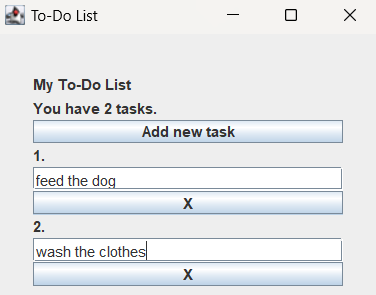 To-Do List
My To-Do List
You have 2 tasks.
Add new task
1.
feed the dog
X
2.
wash the clothes
X